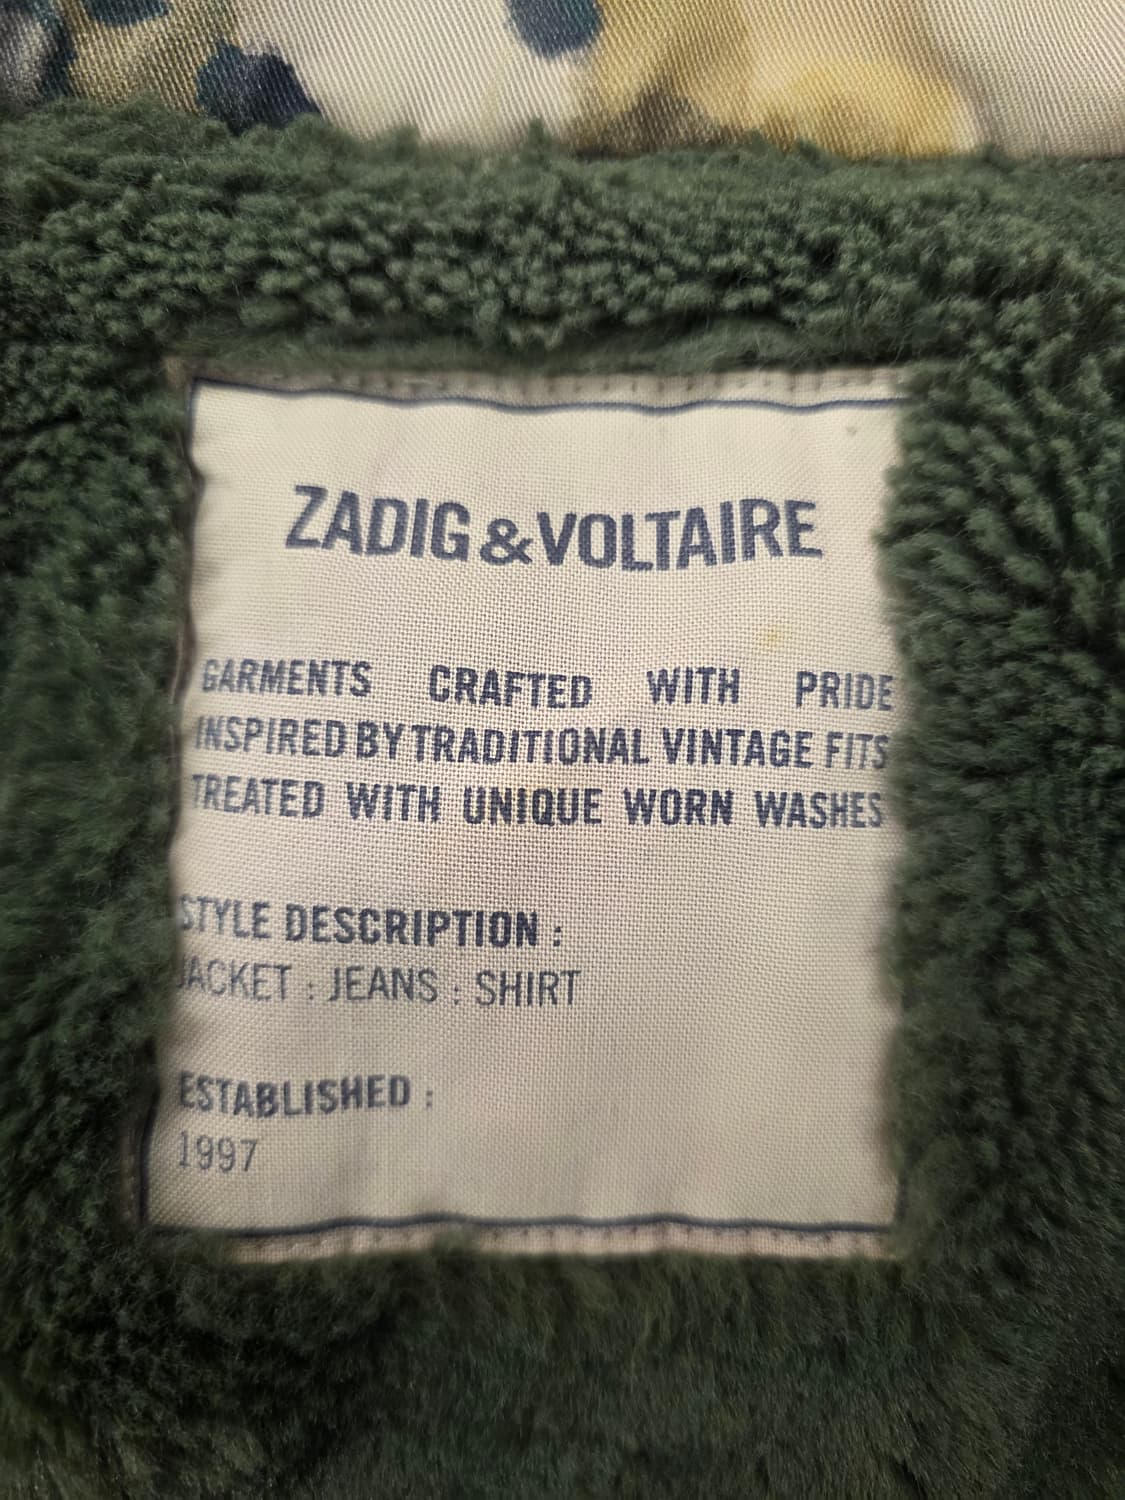 ZADIG & VOLTAIRE
GARMENTS CRAFTED WITH PRIDE
INSPIRED BY TRADITIONAL VINTAGE FITS
TREATED WITH UNIQUE WORN WASHES
STYLE DESCRIPTION :
JACKET : JEANS : SHIRT
ESTABLISHED :
1997